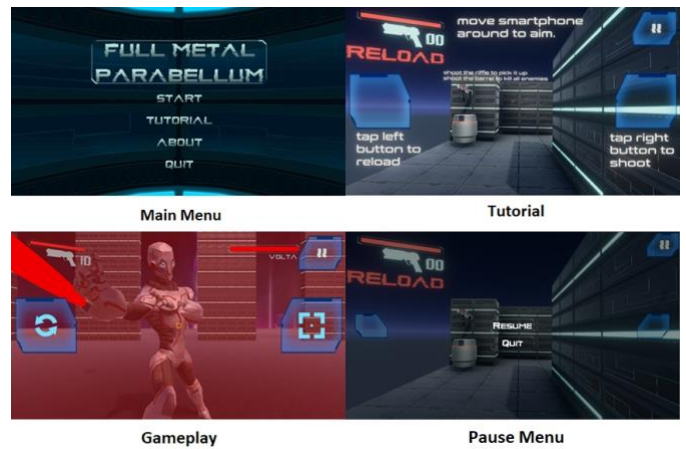 FULL METAL
PARABELLUM
START
TUTORIAL
ABOUT
QUIT
Main Menu
00
RELOAD
move smartphone
around to aim.
shoot the riffle to pick it up
shoot the barrel to kill all enemies
tap left
button to
reload
tap right
button to
shoot
Tutorial
10
VOLTA
Gameplay
00
RELOAD
RESUME
QUIT
Pause Menu